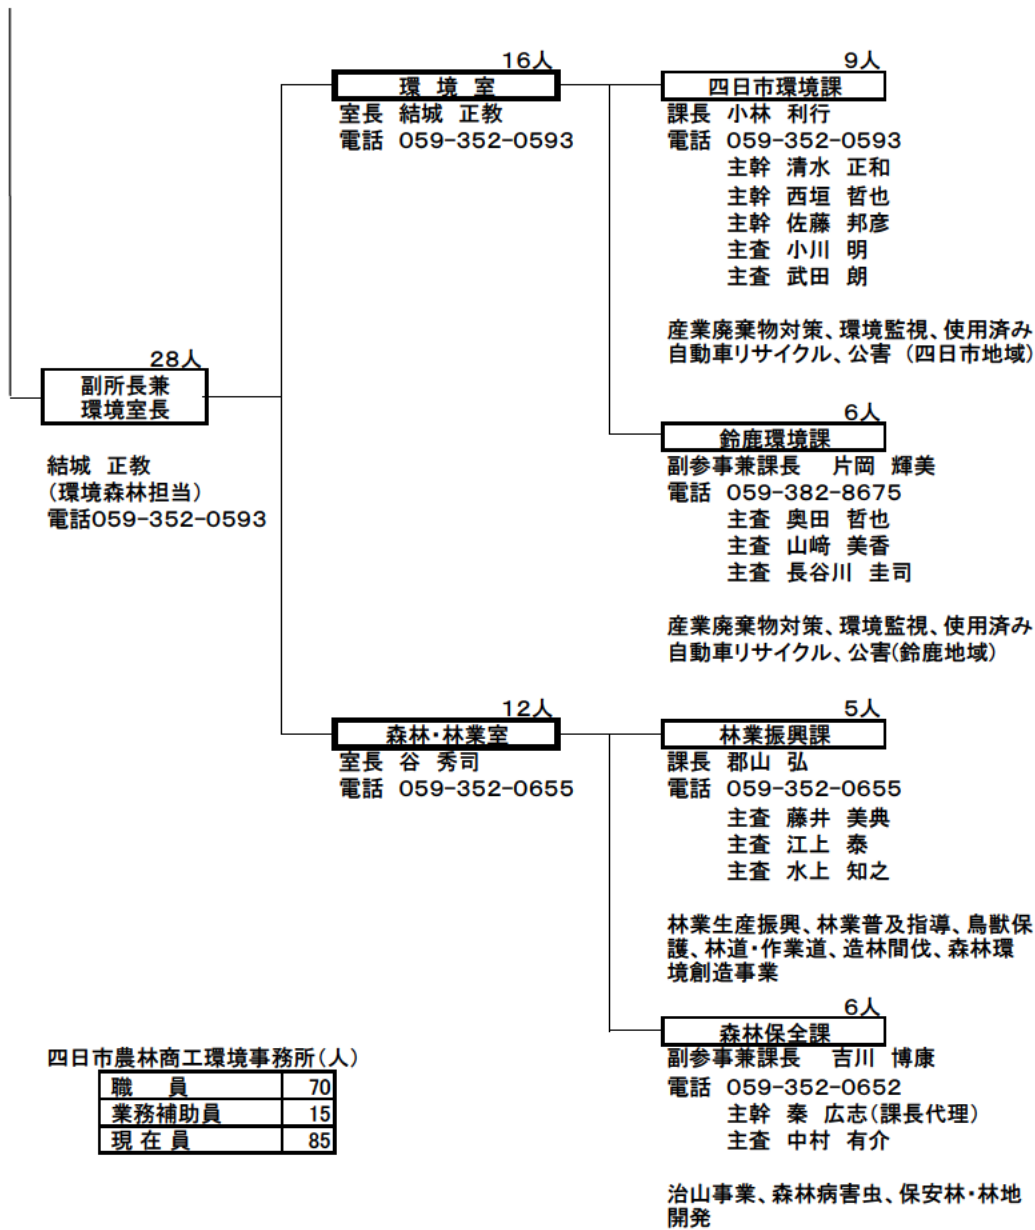 28人
副所長兼
環境室長
結城 正教
(環境森林担当)
電話059-352-0593
16人
環 境 室
室長 結城 正教
電話 059-352-0593
9人
四日市環境課
課長 小林 利行
電話 059-352-0593
主幹 清水 正和
主幹 西垣 哲也
主幹 佐藤 邦彦
主査 小川 明
主査 武田 朗
産業廃棄物対策、環境監視、使用済み
自動車リサイクル、公害 (四日市地域)
6人
鈴鹿環境課
副参事兼課長 片岡 輝美
電話 059-382-8675
主査 奥田 哲也
主査 山﨑 美香
主査 長谷川 圭司
産業廃棄物対策、環境監視、使用済み
自動車リサイクル、公害(鈴鹿地域)
12人
森林・林業室
室長 谷 秀司
電話 059-352-0655
5人
林業振興課
課長 郡山 弘
電話 059-352-0655
主査 藤井 美典
主査 江上 泰
主査 水上 知之
林業生産振興、林業普及指導、鳥獣保
護、林道・作業道、造林間伐、森林環
境創造事業
6人
森林保全課
副参事兼課長 吉川 博康
電話 059-352-0652
主幹 秦 広志(課長代理)
主査 中村 有介
治山事業、森林病害虫、保安林・林地
開発
四日市農林商工環境事務所(人)
職 員 70
業務補助員 15
現 在 員 85